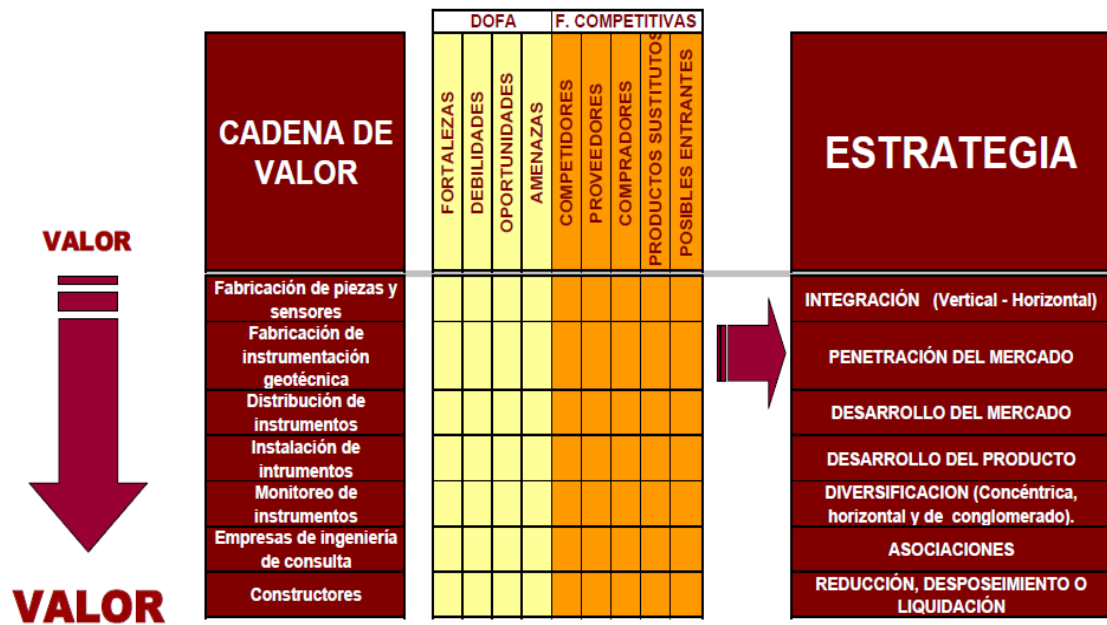 DOFA
F. COMPETITIVAS
CADENA DE
VALOR
FORTALEZAS
DEBILIDADES
OPORTUNIDADES
AMENAZAS
COMPETIDORES
PROVEEDORES
COMPRADORES
PRODUCTOS SUSTITUTOS
POSIBLES ENTRANTES
ESTRATEGIA
VALOR
Fabricación de piezas y
sensores
Fabricación de
instrumentación
geotécnica
Distribución de
instrumentos
Instalación de
intrumentos
Monitoreo de
instrumentos
Empresas de ingeniería
de consulta
Constructores
INTEGRACIÓN (Vertical - Horizontal)
PENETRACIÓN DEL MERCADO
DESARROLLO DEL MERCADO
DESARROLLO DEL PRODUCTO
DIVERSIFICACION (Concéntrica,
horizontal y de conglomerado).
ASOCIACIONES
REDUCCIÓN, DESPOSEIMIENTO O
LIQUIDACIÓN
VALOR